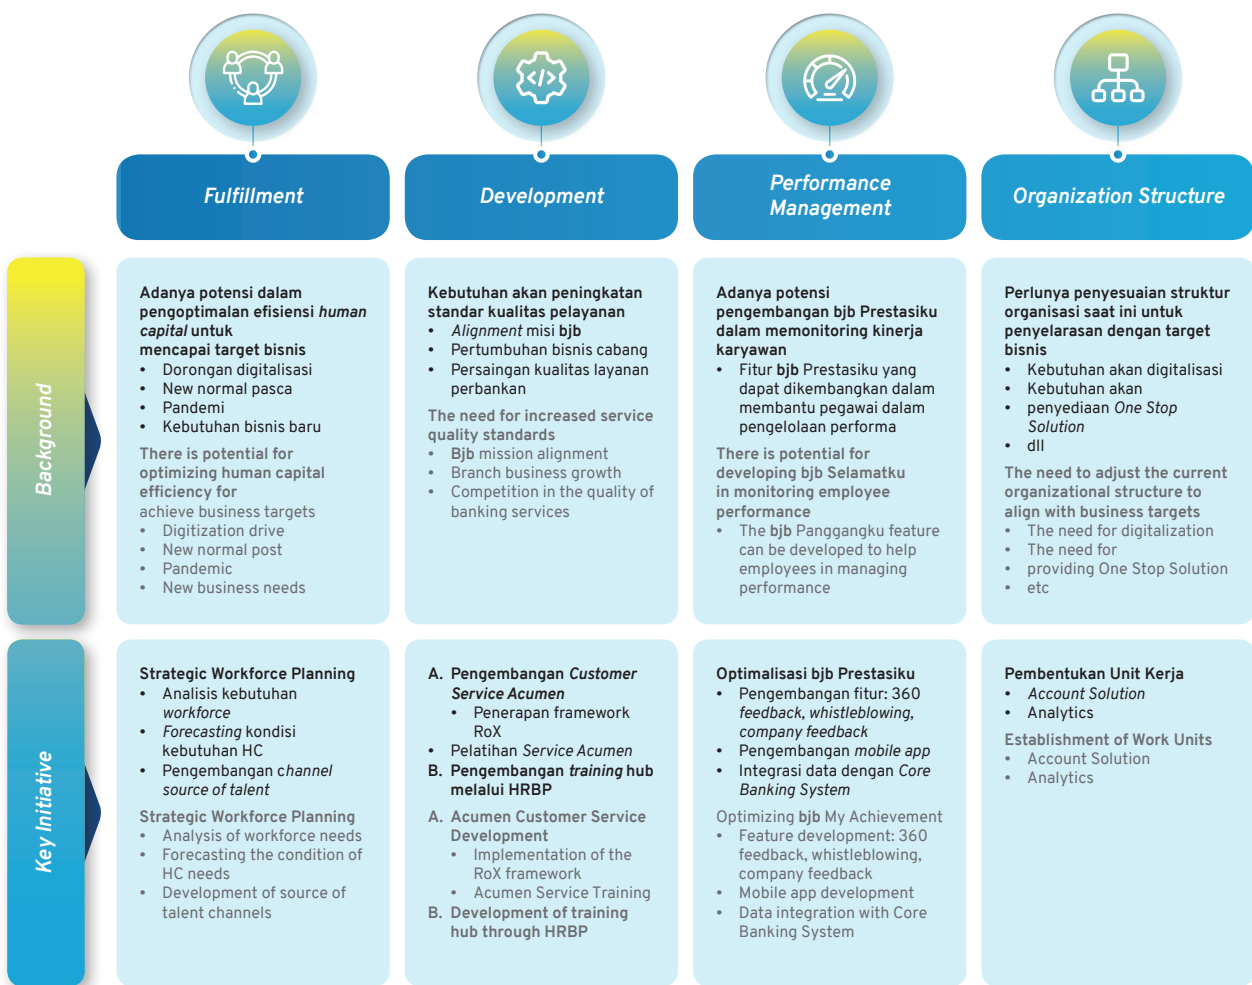 Fulfillment
Development
Performance
Management
Organization Structure
Background
Adanya potensi dalam
pengoptimalan efisiensi human
capital untuk
mencapai target bisnis
• Dorongan digitalisasi
• New normal pasca
• Pandemi
• Kebutuhan bisnis baru
There is potential for
optimizing human capital
efficiency for
achieve business targets
• Digitization drive
• New normal post
• Pandemic
• New business needs
Kebutuhan akan peningkatan
standar kualitas pelayanan
• Alignment misi bjb
• Pertumbuhan bisnis cabang
• Persaingan kualitas layanan
perbankan
The need for increased service
quality standards
• Bjb mission alignment
• Branch business growth
• Competition in the quality of
banking services
Adanya potensi
pengembangan bjb Prestasiku
dalam memonitoring kinerja
karyawan
• Fitur bjb Prestasiku yang
dapat dikembangkan dalam
membantu pegawai dalam
pengelolaan performa
There is potential for
developing bjb Selamatku
in monitoring employee
performance
• The bjb Panggangku feature
can be developed to help
employees in managing
performance
Perlunya penyesuaian struktur
organisasi saat ini untuk
penyelarasan dengan target
bisnis
• Kebutuhan akan digitalisasi
• Kebutuhan akan
• penyediaan One Stop
Solution
• dll
The need to adjust the current
organizational structure to
align with business targets
• The need for digitalization
• The need for
• providing One Stop Solution
• etc
Key Initiative
Strategic Workforce Planning
• Analisis kebutuhan
workforce
• Forecasting kondisi
kebutuhan HC
• Pengembangan channel
source of talent
Strategic Workforce Planning
• Analysis of workforce needs
• Forecasting the condition of
HC needs
• Development of source of
talent channels
A. Pengembangan Customer
Service Acumen
• Penerapan framework
RoX
• Pelatihan Service Acumen
B. Pengembangan training hub
melalui HRBP
A. Acumen Customer Service
Development
• Implementation of the
RoX framework
• Acumen Service Training
B. Development of training
hub through HRBP
Optimalisasi bjb Prestasiku
• Pengembangan fitur: 360
feedback, whistleblowing,
company feedback
• Pengembangan mobile app
• Integrasi data dengan Core
Banking System
Optimizing bjb My Achievement
• Feature development: 360
feedback, whistleblowing,
company feedback
• Mobile app development
• Data integration with Core
Banking System
Pembentukan Unit Kerja
• Account Solution
• Analytics
Establishment of Work Units
• Account Solution
• Analytics